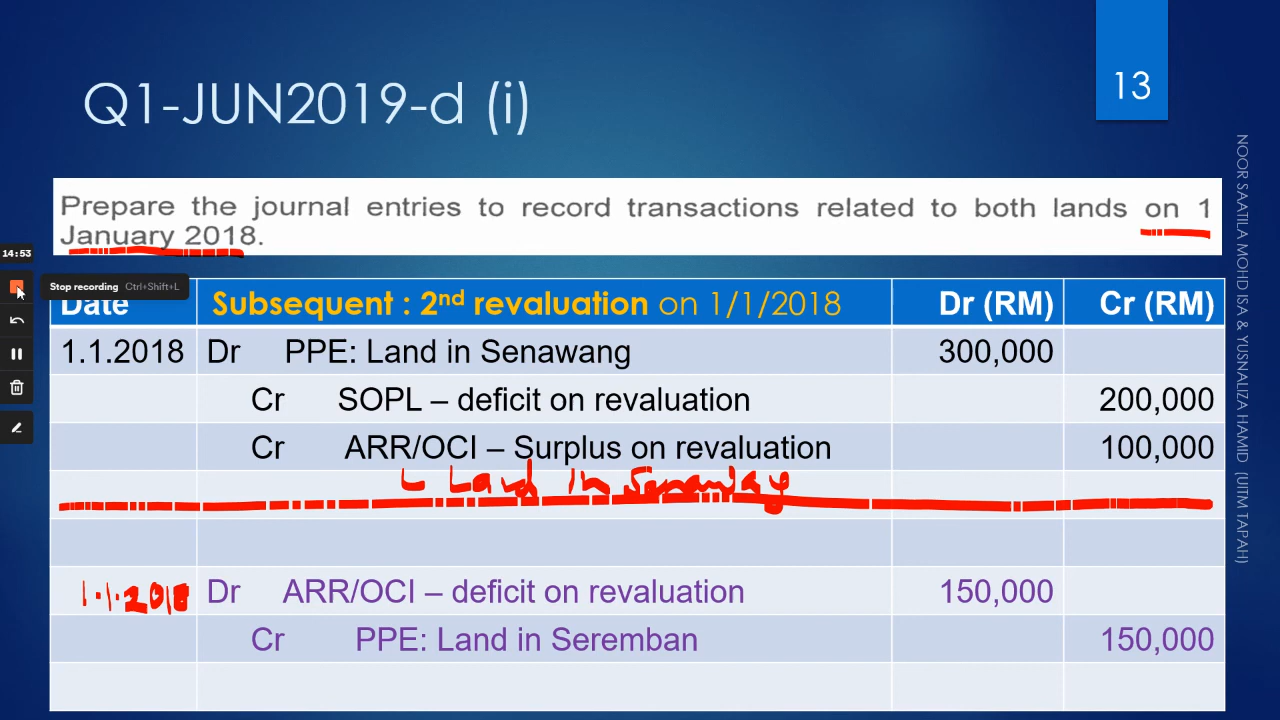 Q1-JUN2019-d (i)
13
Prepare the journal entries to record transactions related to both lands on 1
January 2018.
14:53
Stop recording Ctrl+Shift+L
Date Subsequent : 2nd revaluation on 1/1/2018 Dr (RM) Cr (RM)
1.1.2018 Dr PPE: Land in Senawang 300,000
Cr SOPL – deficit on revaluation 200,000
Cr ARR/OCI – Surplus on revaluation 100,000
Land in
1.1.2018 Dr ARR/OCI – deficit on revaluation 150,000
Cr PPE: Land in Seremban 150,000
NOOR SAATILA MOHD ISA & YUSNALIZA HAMID (UITM TAPAH)